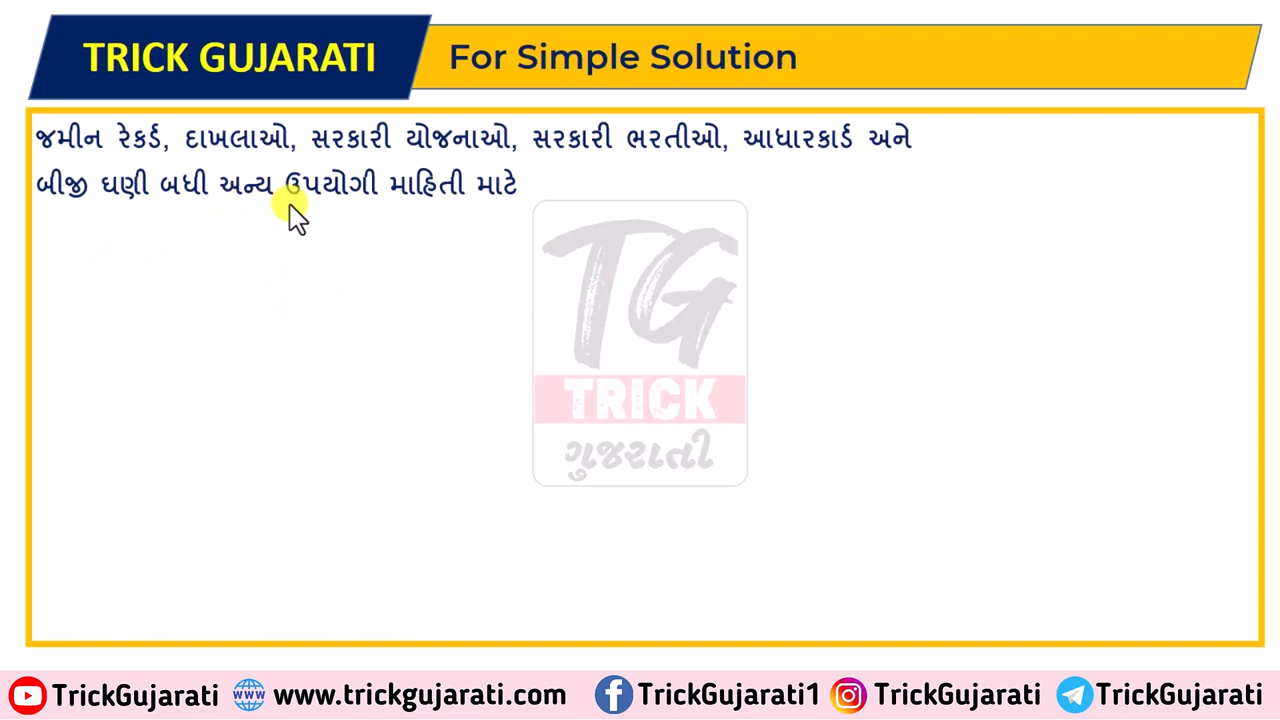 TRICK GUJARATI
For Simple Solution
જમીન રેકર્ડ, દાખલાઓ, સરકારી યોજનાઓ, સરકારી ભરતીઓ, આધારકાર્ડ અને
બીજી ઘણી બધી અન્ય ઉપયોગી માહિતી માટે
TG
TRICK
ગુજરાતી
TrickGujarati
www.trickgujarati.com
TrickGujarati1
TrickGujarati
TrickGujarati